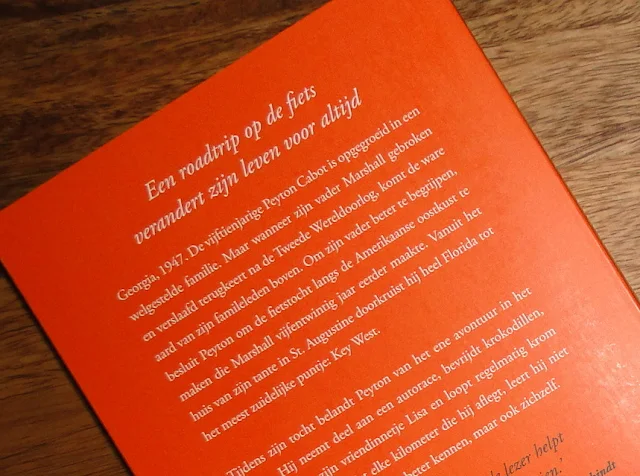 Een roadtrip op de fiets
verandert zijn leven voor altijd
Georgia, 1947. De vijftienjarige Peyton Cabot is opgegroeid in een
welgestelde familie. Maar wanneer zijn vader Marshall gebroken
en verslaafd terugkeert na de Tweede Wereldoorlog, komt de ware
aard van zijn familieleden boven. Om zijn vader beter te begrijpen,
besluit Peyton om de fietstocht langs de Amerikaanse oostkust te
maken die Marshall vijfentwintig jaar eerder maakte. Vanuit het
huis van zijn tante in St. Augustine doorkruist hij heel Florida tot
het meest zuidelijke puntje: Key West.
Tijdens zijn tocht belandt Peyton van het ene avontuur in het
Hij neemt deel aan een autorace, bevrijdt krokodillen,
zijn vriendinnetje Lisa en loopt regelmatig krom
elke kilometer die hij aflegt, leert hij niet
beter kennen, maar ook zichzelf.
lezer helpt